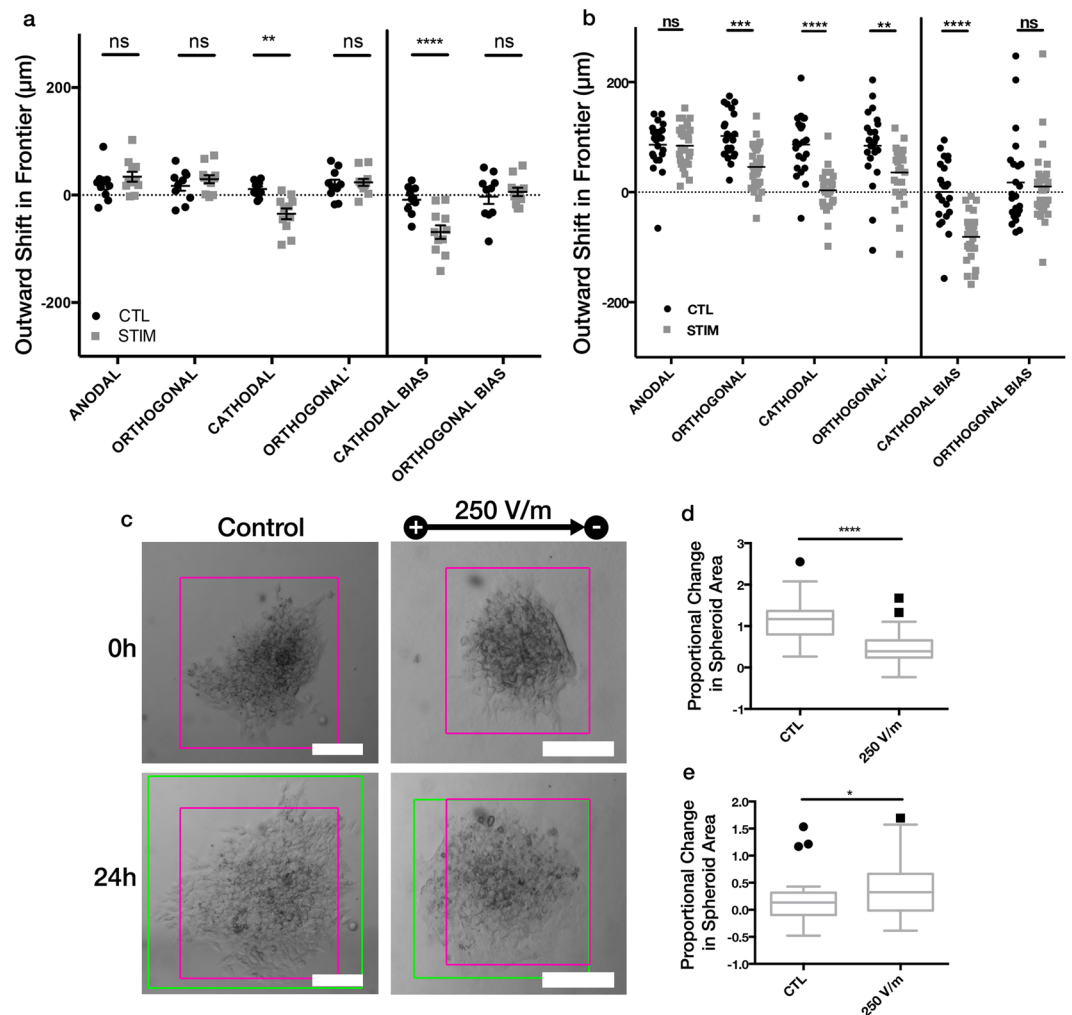 a
Outward Shift in Frontier (µm)
ns ns ** ns **** ns
200
0
-200
CTL
STIM
ANODAL
ORTHOGONAL
CATHODAL
ORTHOGONAL'
CATHODAL BIAS
ORTHOGONAL BIAS
b
Outward Shift in Frontier (µm)
ns *** **** ** **** ns
200
0
-200
CTL
STIM
ANODAL
ORTHOGONAL
CATHODAL
ORTHOGONAL'
CATHODAL BIAS
ORTHOGONAL BIAS
c
Control
250 V/m
+ -
0h
24h
d
Proportional Change
in Spheroid Area
****
3
2
1
0
-1
CTL
250 V/m
e
Proportional Change
in Spheroid Area
*
2.0
1.5
1.0
0.5
0.0
-0.5
-1.0
CTL
250 V/m